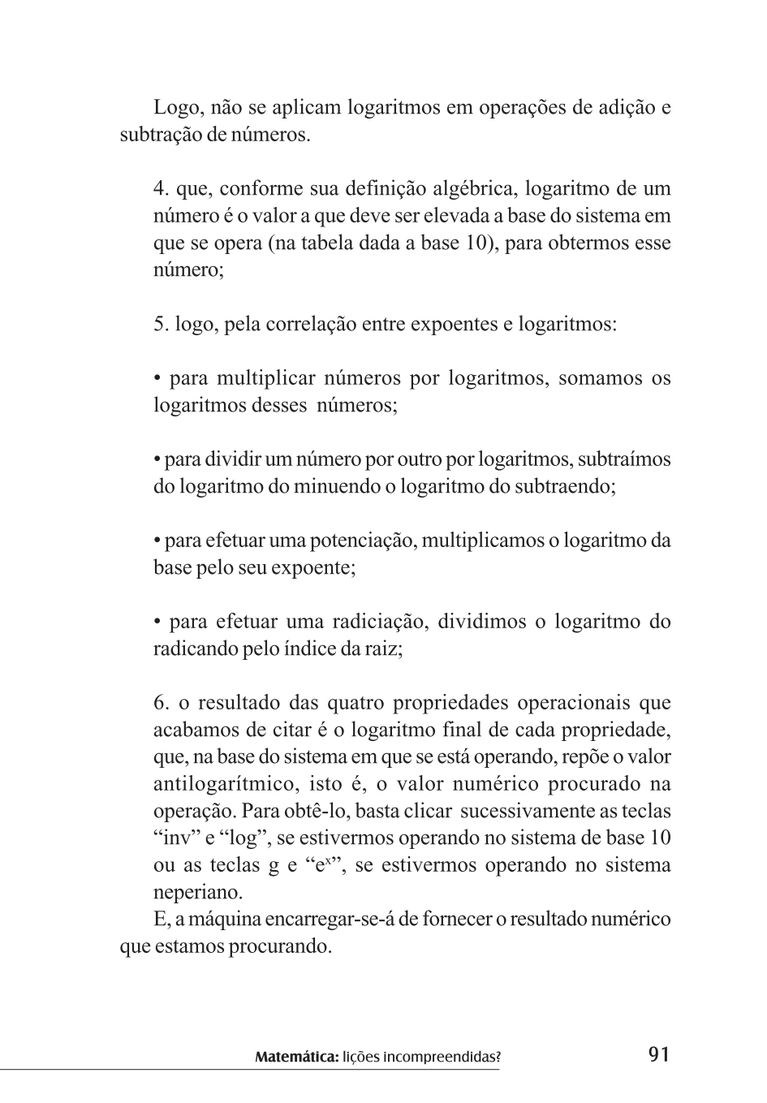 Logo, não se aplicam logaritmos em operações de adição e
subtração de números.
4. que, conforme sua definição algébrica, logaritmo de um
número é o valor a que deve ser elevada a base do sistema em
que se opera (na tabela dada a base 10), para obtermos esse
número;
5. logo, pela correlação entre expoentes e logaritmos:
• para multiplicar números por logaritmos, somamos os
logaritmos desses números;
• para dividir um número por outro por logaritmos, subtraímos
do logaritmo do minuendo o logaritmo do subtraendo;
• para efetuar uma potenciação, multiplicamos o logaritmo da
base pelo seu expoente;
• para efetuar uma radiciação, dividimos o logaritmo do
radicando pelo índice da raiz;
6. o resultado das quatro propriedades operacionais que
acabamos de citar é o logaritmo final de cada propriedade,
que, na base do sistema em que se está operando, repõe o valor
antilogarítmico, isto é, o valor numérico procurado na
operação. Para obtê-lo, basta clicar sucessivamente as teclas
“inv” e “log”, se estivermos operando no sistema de base 10
ou as teclas g e “eˣ”, se estivermos operando no sistema
neperiano.
E, a máquina encarregar-se-á de fornecer o resultado numérico
que estamos procurando.
Matemática: lições incompreendidas? 91